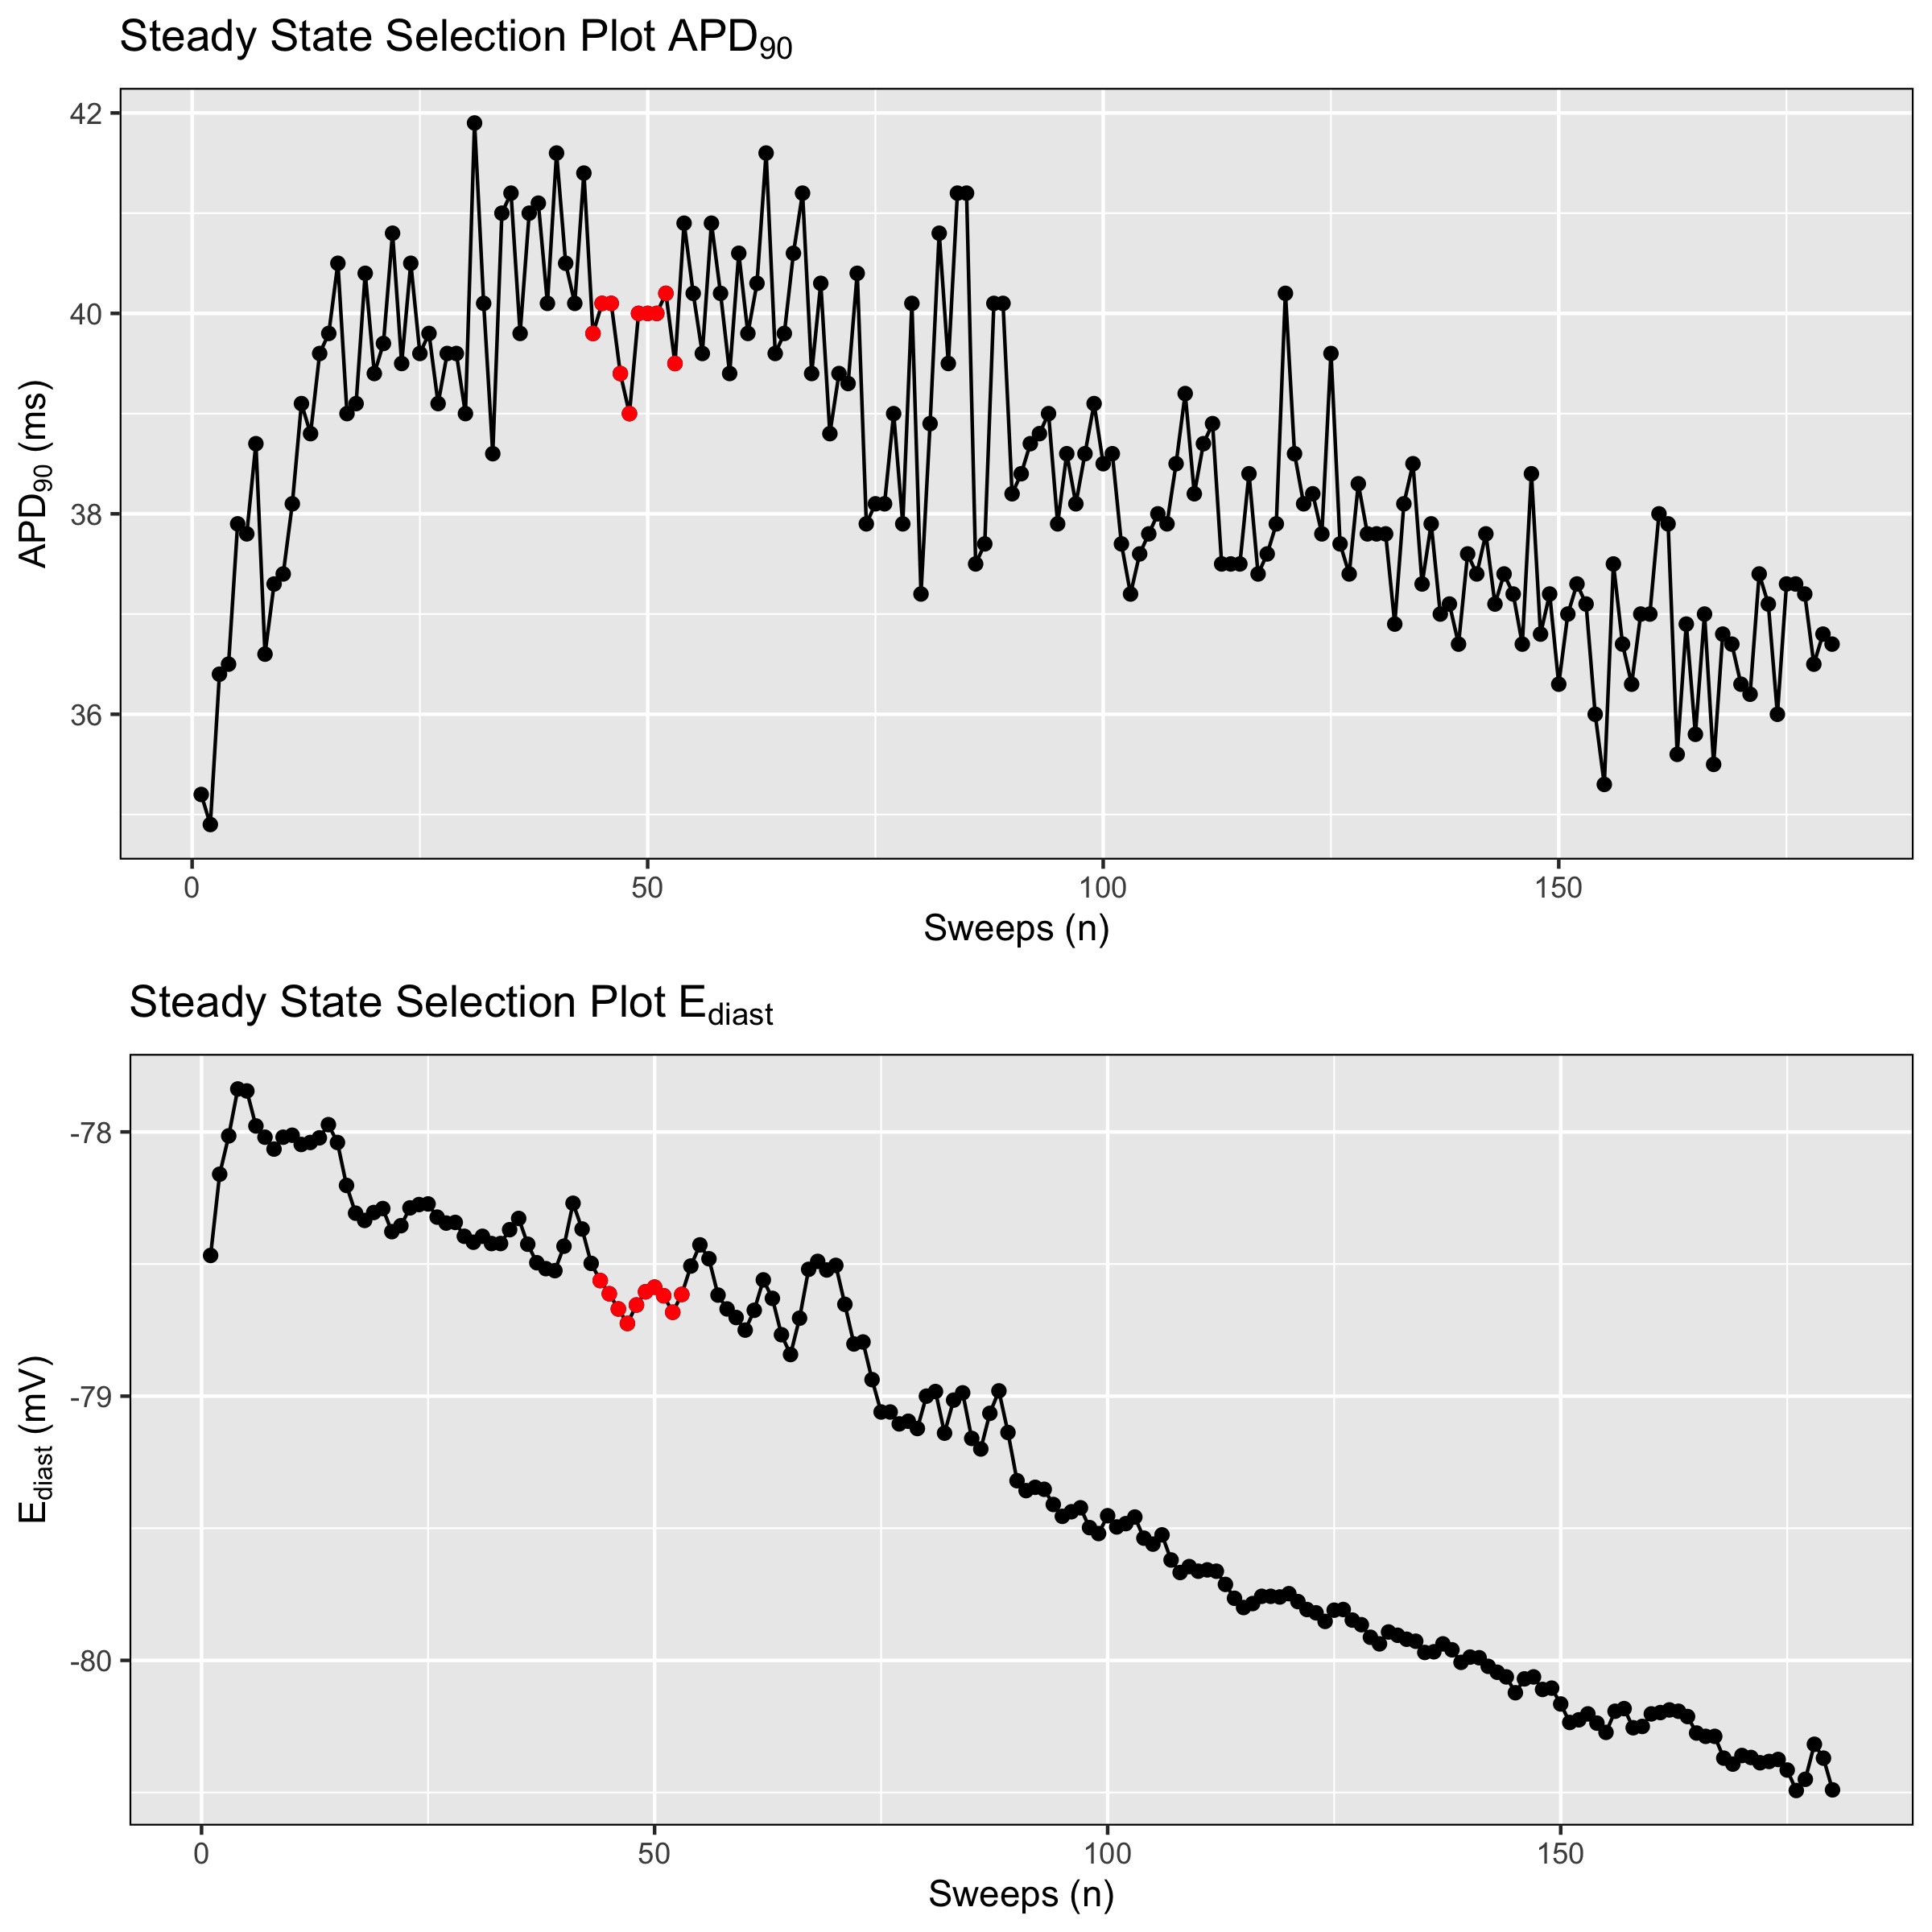 Steady State Selection Plot APD90
42
40
38
36
APD90 (ms)
0 50 100 150
Sweeps (n)
Steady State Selection Plot Ediast
-78
-79
-80
Ediast (mV)
0 50 100 150
Sweeps (n)